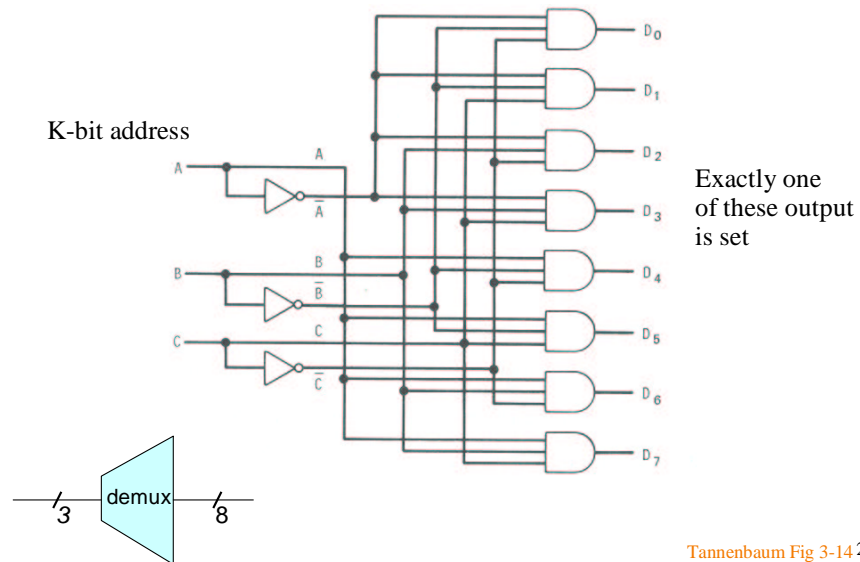 D₀
D₁
K-bit address
A
A
D₂
A̅
Exactly one
of these output
is set
D₃
B
B
D₄
B̅
C
C
D₅
C̅
D₆
D₇
demux
3
8
Tannenbaum Fig 3-14 2